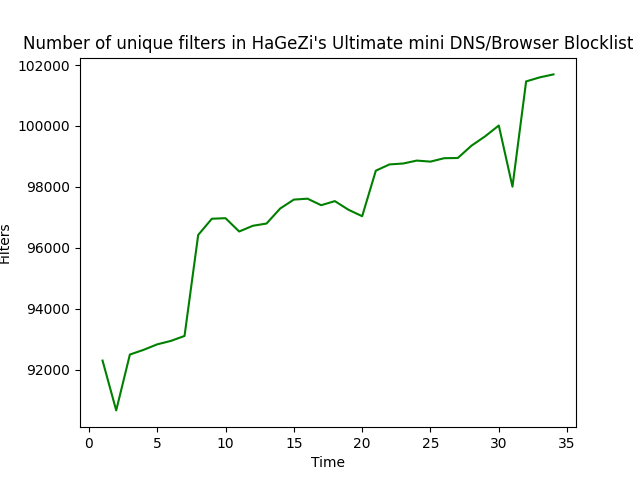 Number of unique filters in HaGeZi's Ultimate mini DNS/Browser Blocklist
102000
100000
98000
96000
94000
92000
Filters
0 5 10 15 20 25 30 35
Time